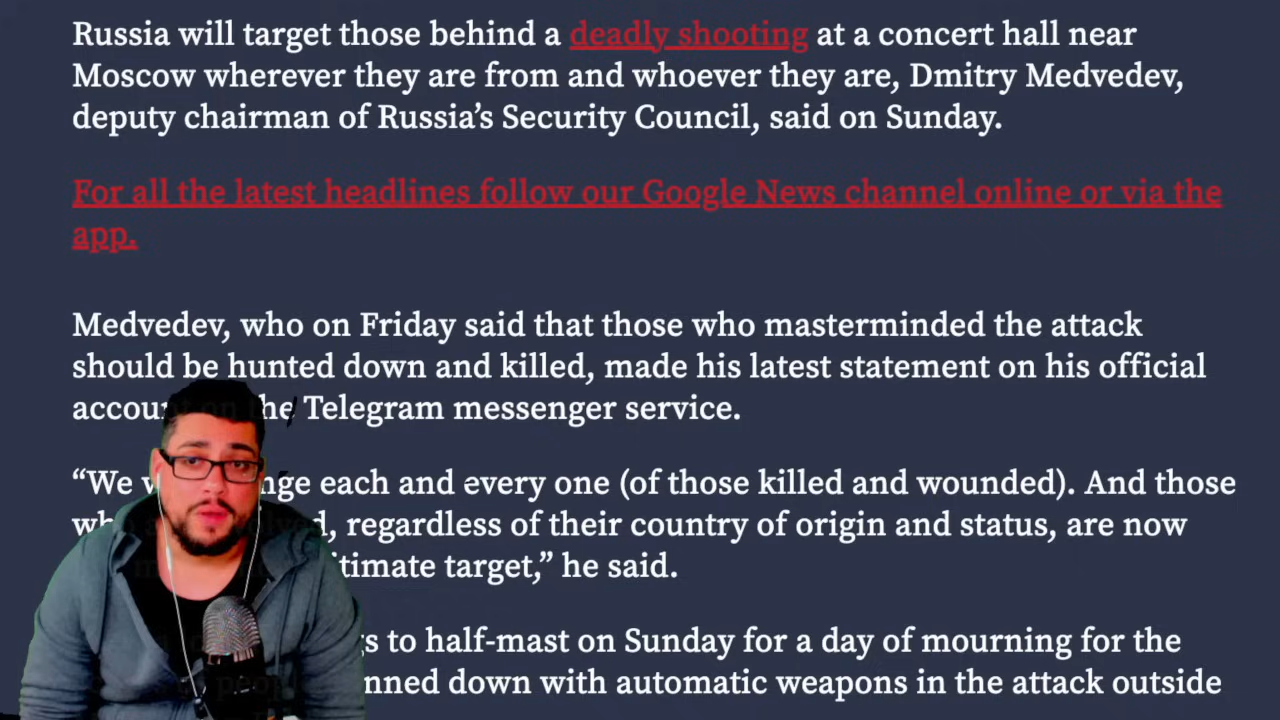 Russia will target those behind a deadly shooting at a concert hall near
Moscow wherever they are from and whoever they are, Dmitry Medvedev,
deputy chairman of Russia’s Security Council, said on Sunday.
For all the latest headlines follow our Google News channel online or via the
app.
Medvedev, who on Friday said that those who masterminded the attack
should be hunted down and killed, made his latest statement on his official
account on the Telegram messenger service.
“We each and every one (of those killed and wounded). And those
regardless of their country of origin and status, are now
target,” he said.
to half-mast on Sunday for a day of mourning for the
down with automatic weapons in the attack outside